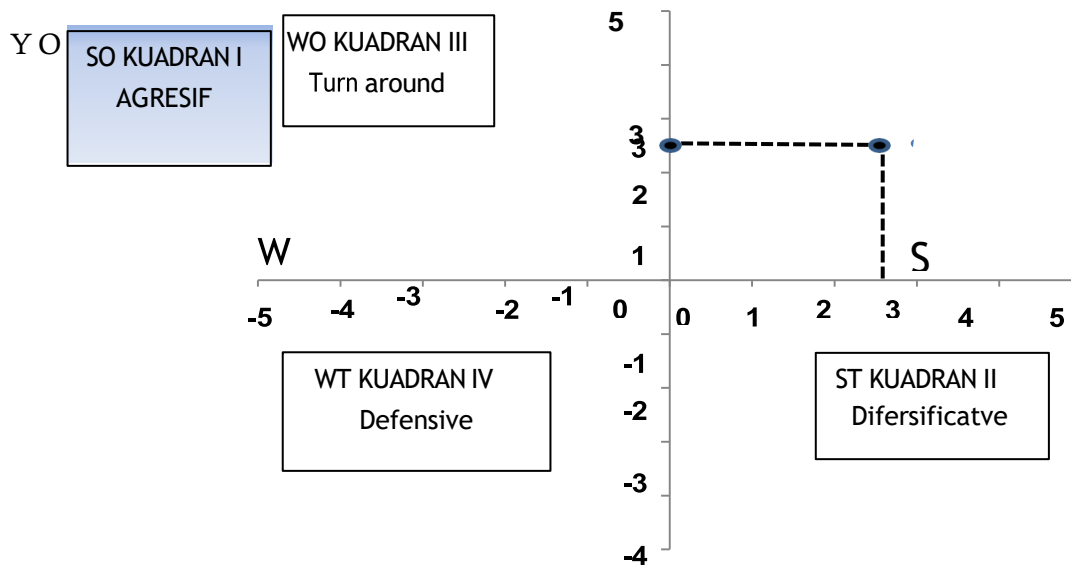 5
Y O
SO KUADRAN I
AGRESIF
WO KUADRAN III
Turn around
3
3
2
W
1
S
-5 -4 -3 -2 -1 0 0 1 2 3 4 5
WT KUADRAN IV
Defensive
-1
-2
ST KUADRAN II
Difersificatve
-3
-4